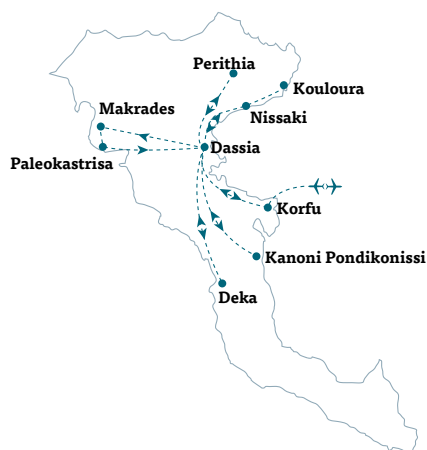 Perithia
Kouloura
Makrades
Nissaki
Paleokastrisa
Dassia
Korfu
Kanoni Pondikonissi
Deka